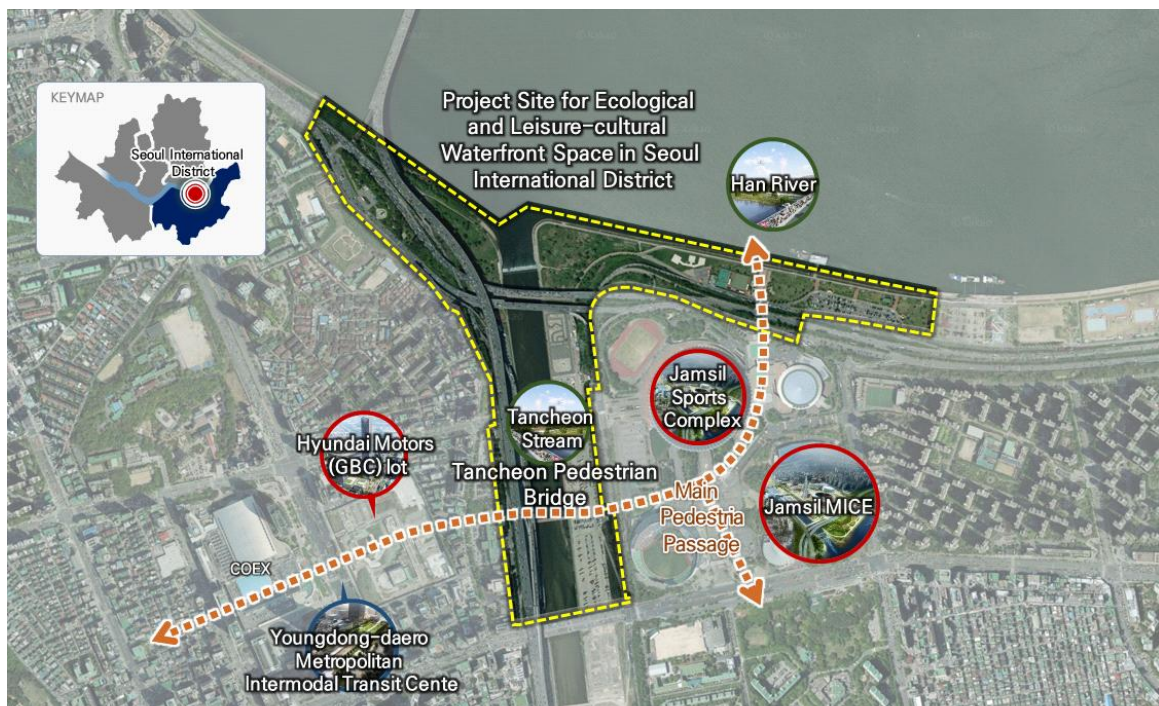 KEYMAP
Seoul International
District
Project Site for Ecological
and Leisure-cultural
Waterfront Space in Seoul
International District
Han River
Jamsil
Sports
Complex
Tancheon
Stream
Hyundai Motors
(GBC) lot
Tancheon Pedestrian
Bridge
Main
Pedestria
Passage
Jamsil MICE
COEX
Youngdong-daero
Metropolitan
Intermodal Transit Cente